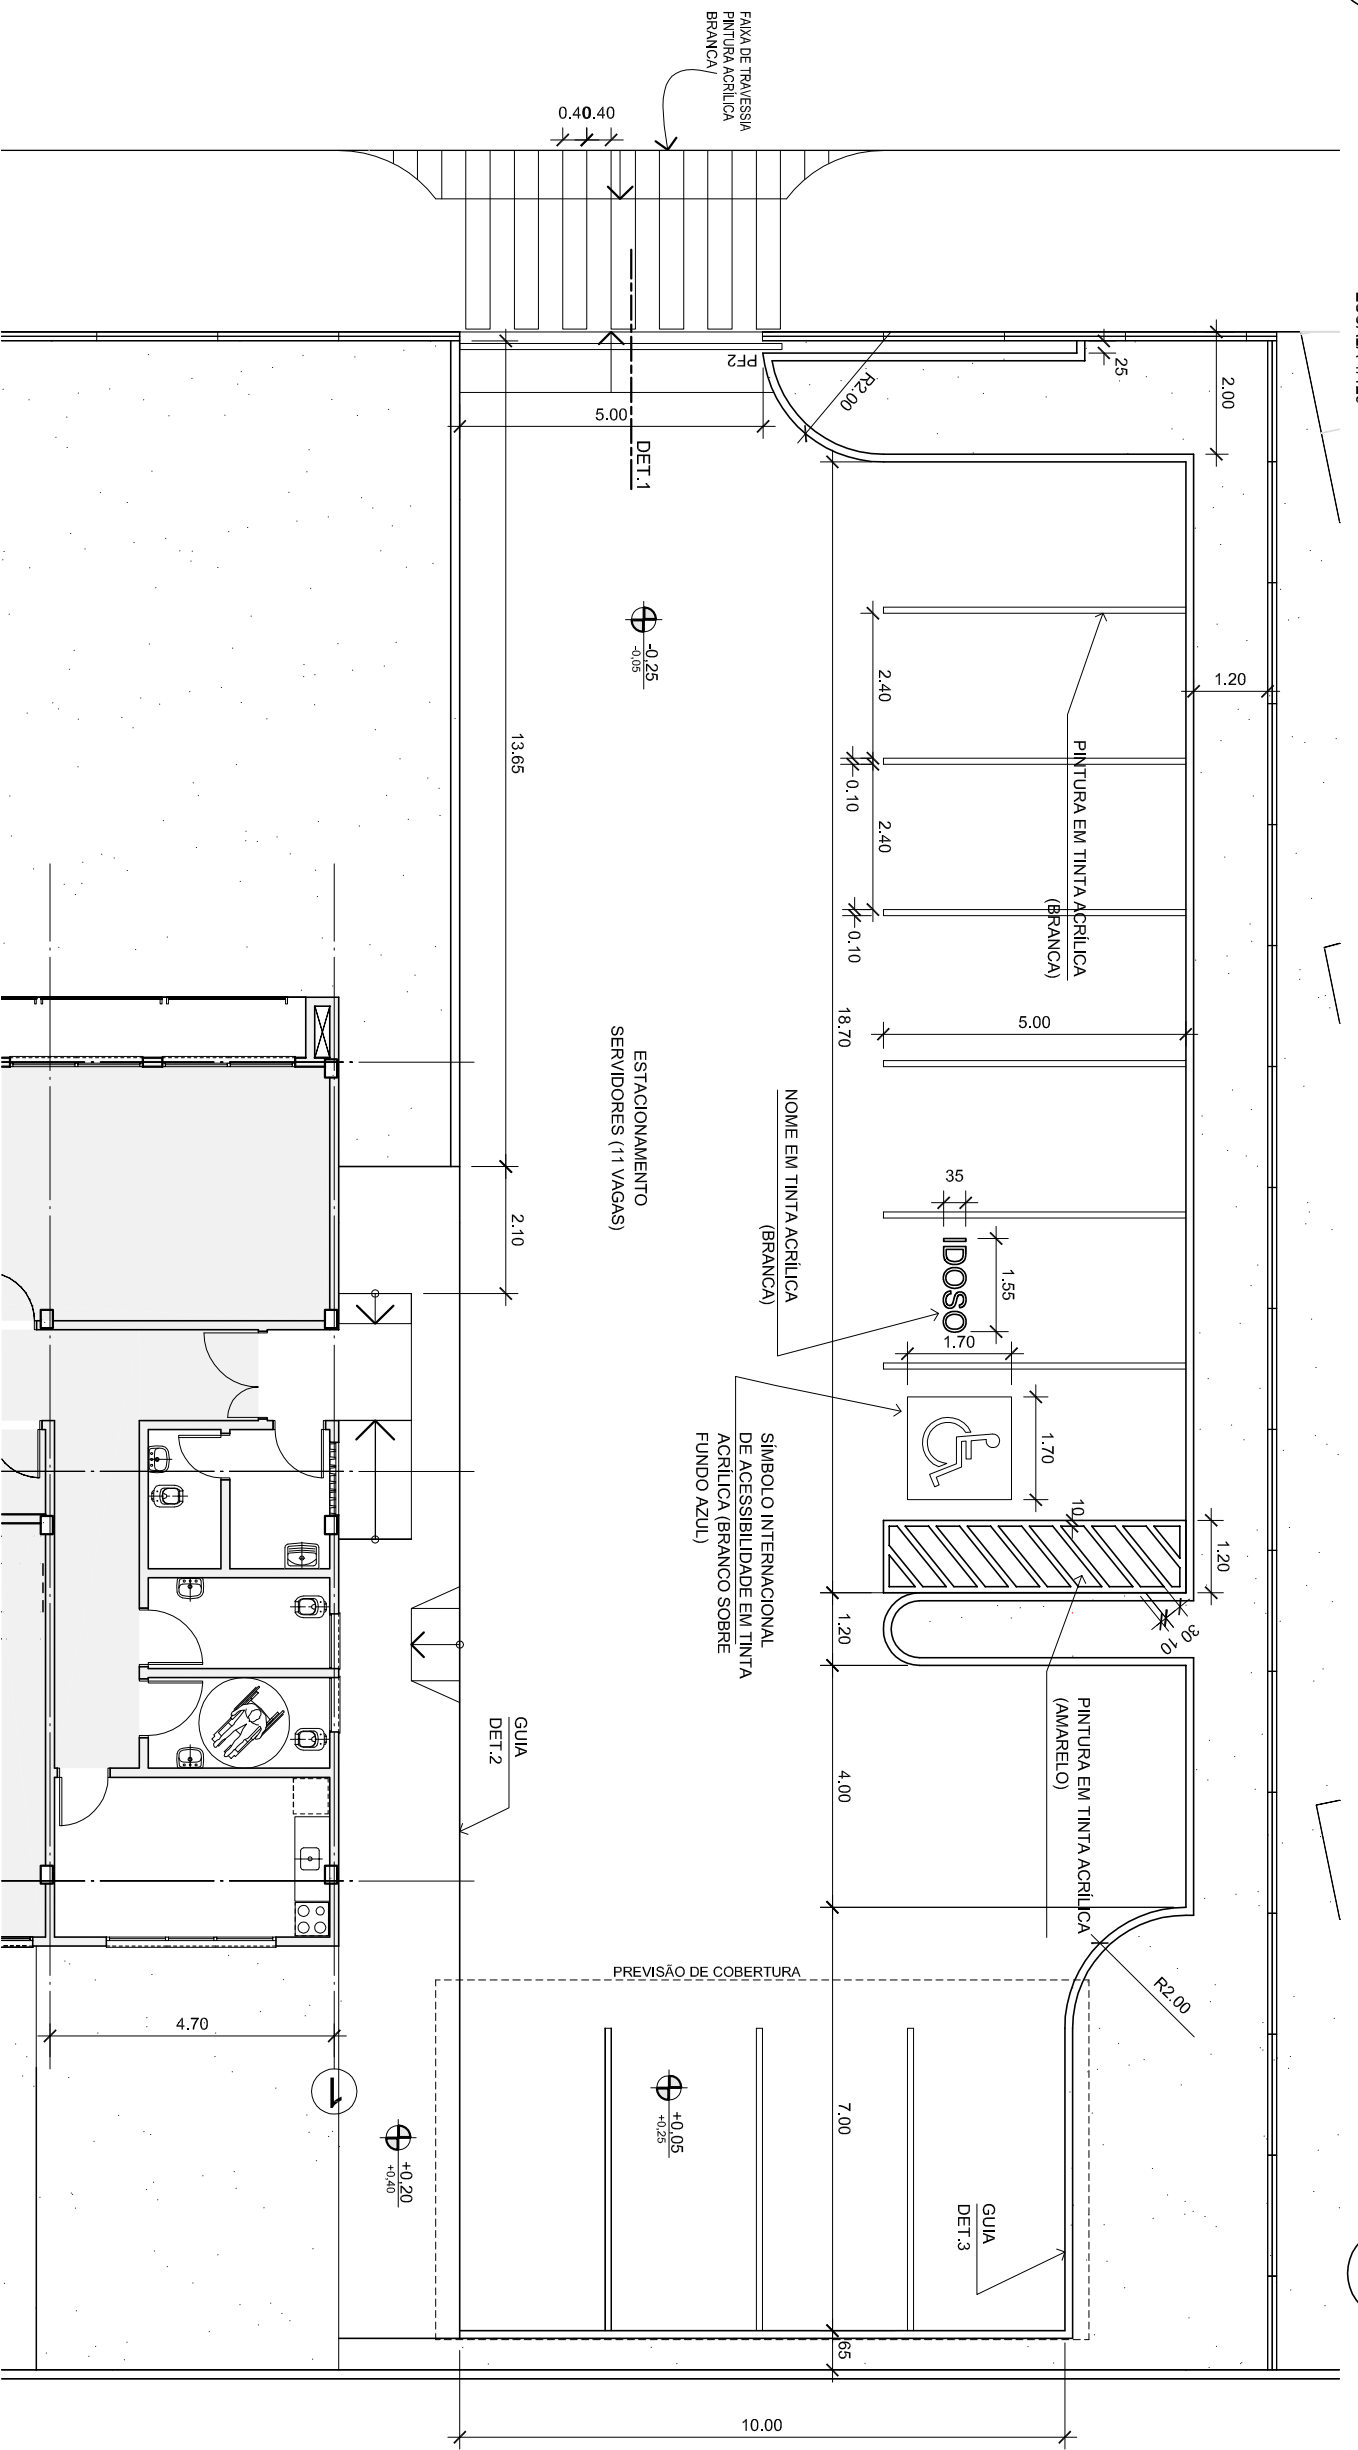 FAIXA DE TRAVESSIA
PINTURA ACRÍLICA
BRANCA
0.40
0.40
PF2
25
2.00
R2.00
5.00
DET.1
-0,25
-0,05
2.40
0.10
2.40
0.10
1.20
PINTURA EM TINTA ACRÍLICA
(BRANCA)
13.65
18.70
5.00
ESTACIONAMENTO
SERVIDORES (11 VAGAS)
NOME EM TINTA ACRÍLICA
(BRANCA)
35
IDOSO
1.55
2.10
1.70
1.70
SÍMBOLO INTERNACIONAL
DE ACESSIBILIDADE EM TINTA
ACRÍLICA (BRANCO SOBRE
FUNDO AZUL)
10
1.20
30
10
1.20
PINTURA EM TINTA ACRÍLICA
(AMARELO)
GUIA
DET.2
4.00
R2.00
PREVISÃO DE COBERTURA
4.70
1
+0,05
+0,25
+0,20
+0,40
7.00
GUIA
DET.3
65
10.00